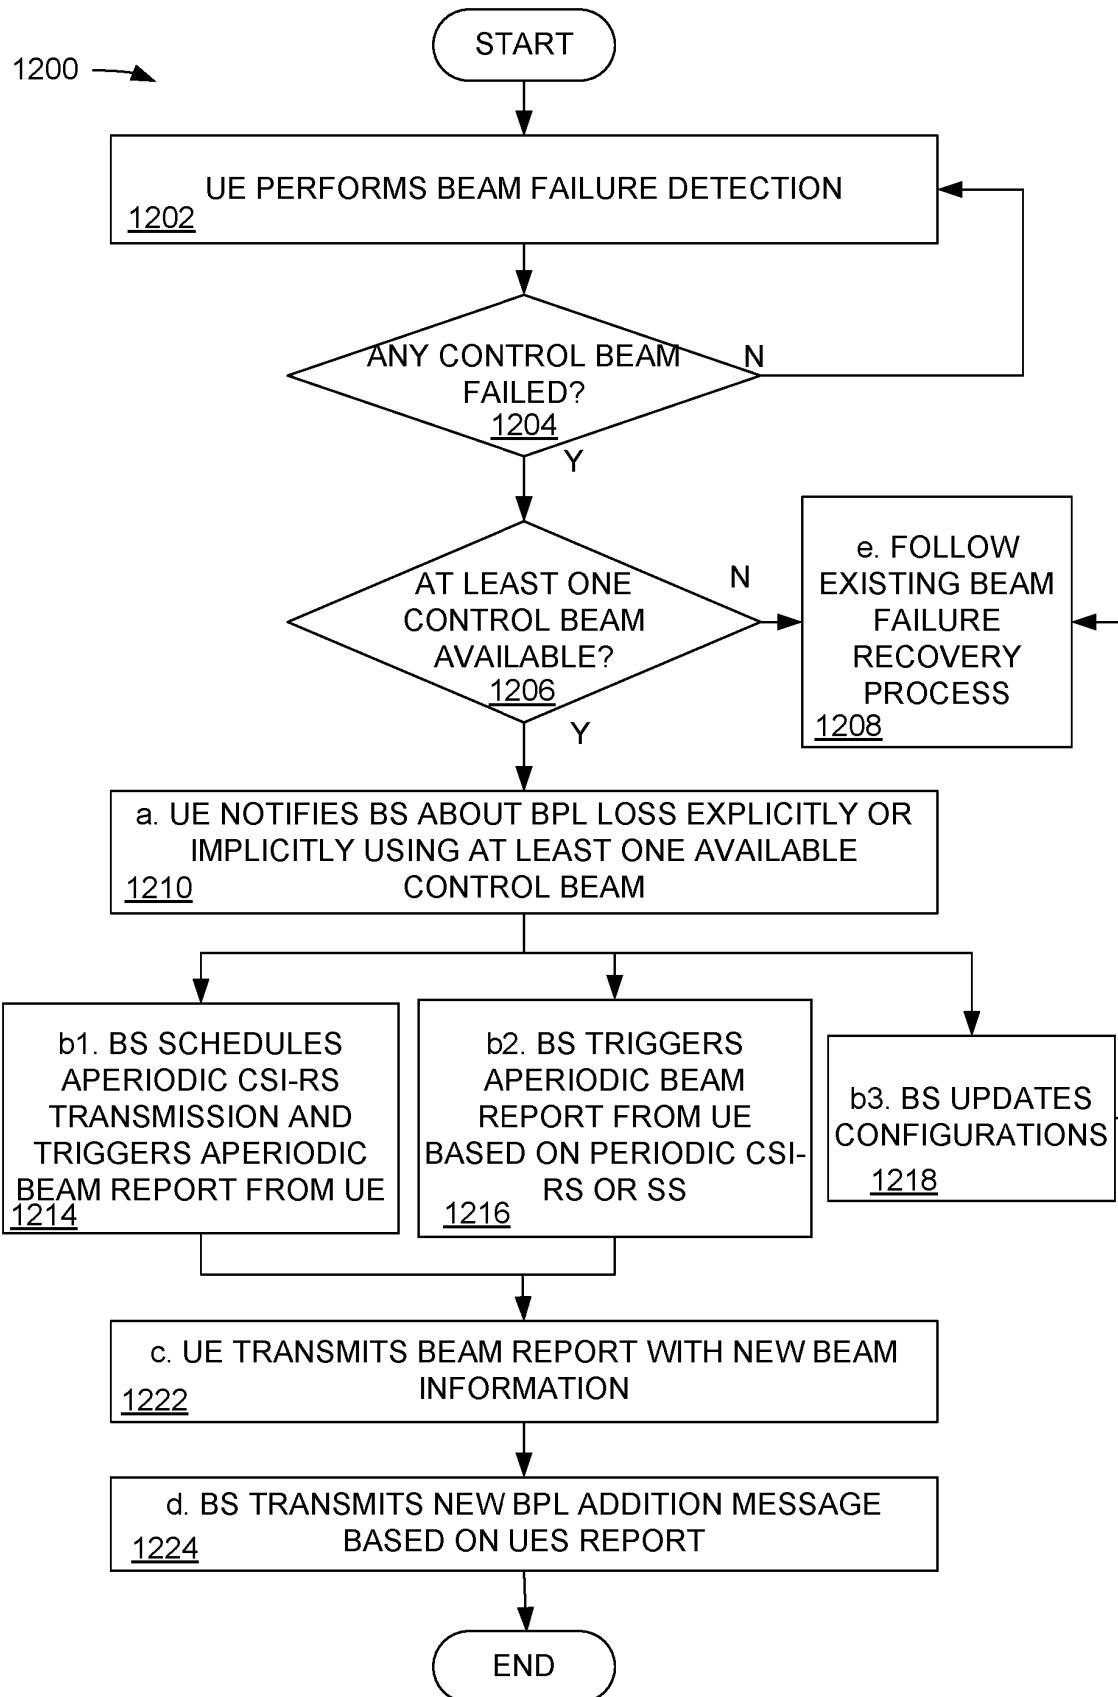 START
1200
UE PERFORMS BEAM FAILURE DETECTION
1202
ANY CONTROL BEAM
FAILED?
1204
N
Y
AT LEAST ONE
CONTROL BEAM
AVAILABLE?
1206
N
Y
e. FOLLOW
EXISTING BEAM
FAILURE
RECOVERY
PROCESS
1208
a. UE NOTIFIES BS ABOUT BPL LOSS EXPLICITLY OR
IMPLICITLY USING AT LEAST ONE AVAILABLE
CONTROL BEAM
1210
b1. BS SCHEDULES
APERIODIC CSI-RS
TRANSMISSION AND
TRIGGERS APERIODIC
BEAM REPORT FROM UE
1214
b2. BS TRIGGERS
APERIODIC BEAM
REPORT FROM UE
BASED ON PERIODIC CSI-
RS OR SS
1216
b3. BS UPDATES
CONFIGURATIONS
1218
c. UE TRANSMITS BEAM REPORT WITH NEW BEAM
INFORMATION
1222
d. BS TRANSMITS NEW BPL ADDITION MESSAGE
BASED ON UES REPORT
1224
END